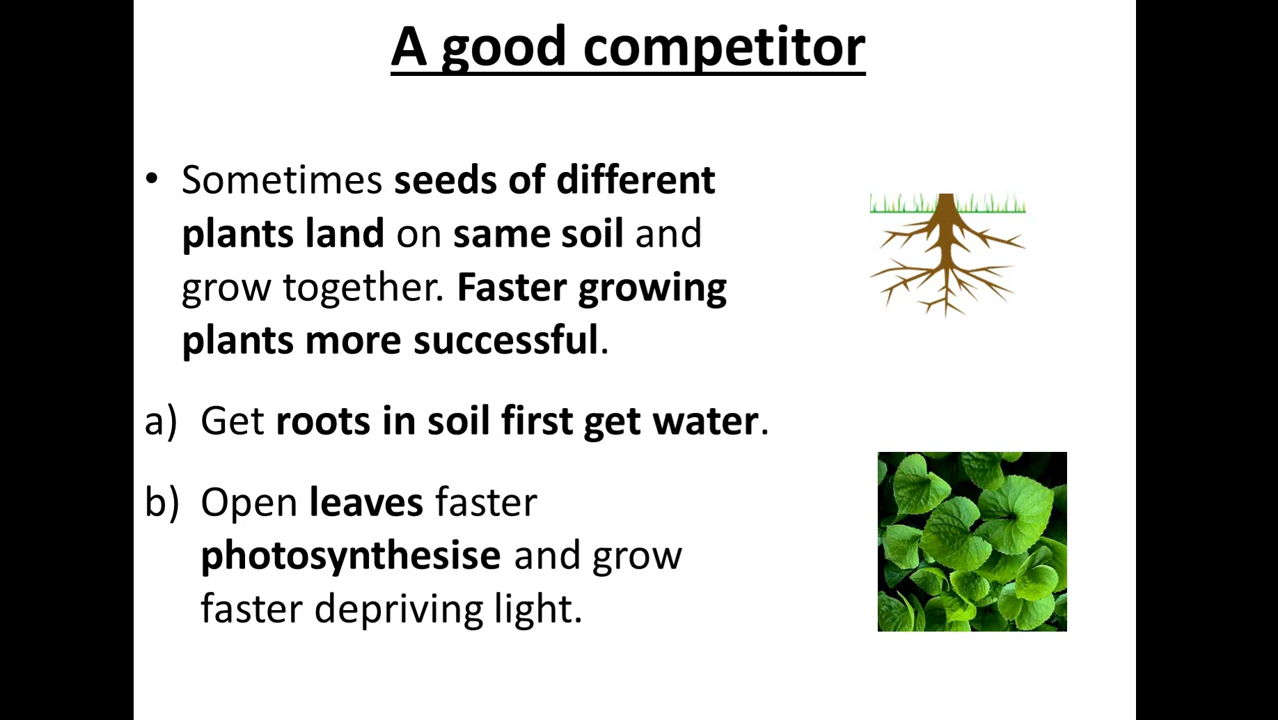 A good competitor
• Sometimes seeds of different
plants land on same soil and
grow together. Faster growing
plants more successful.
a) Get roots in soil first get water.
b) Open leaves faster
photosynthesise and grow
faster depriving light.